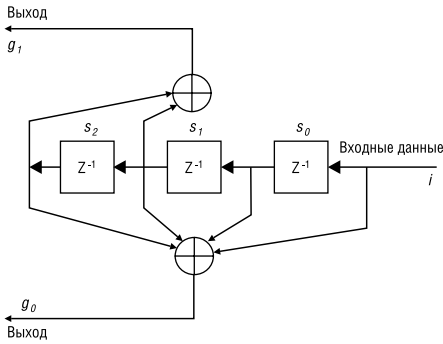 Выход
g1
s2
s1
s0
Z-1
Z-1
Z-1
Входные данные
i
g0
Выход